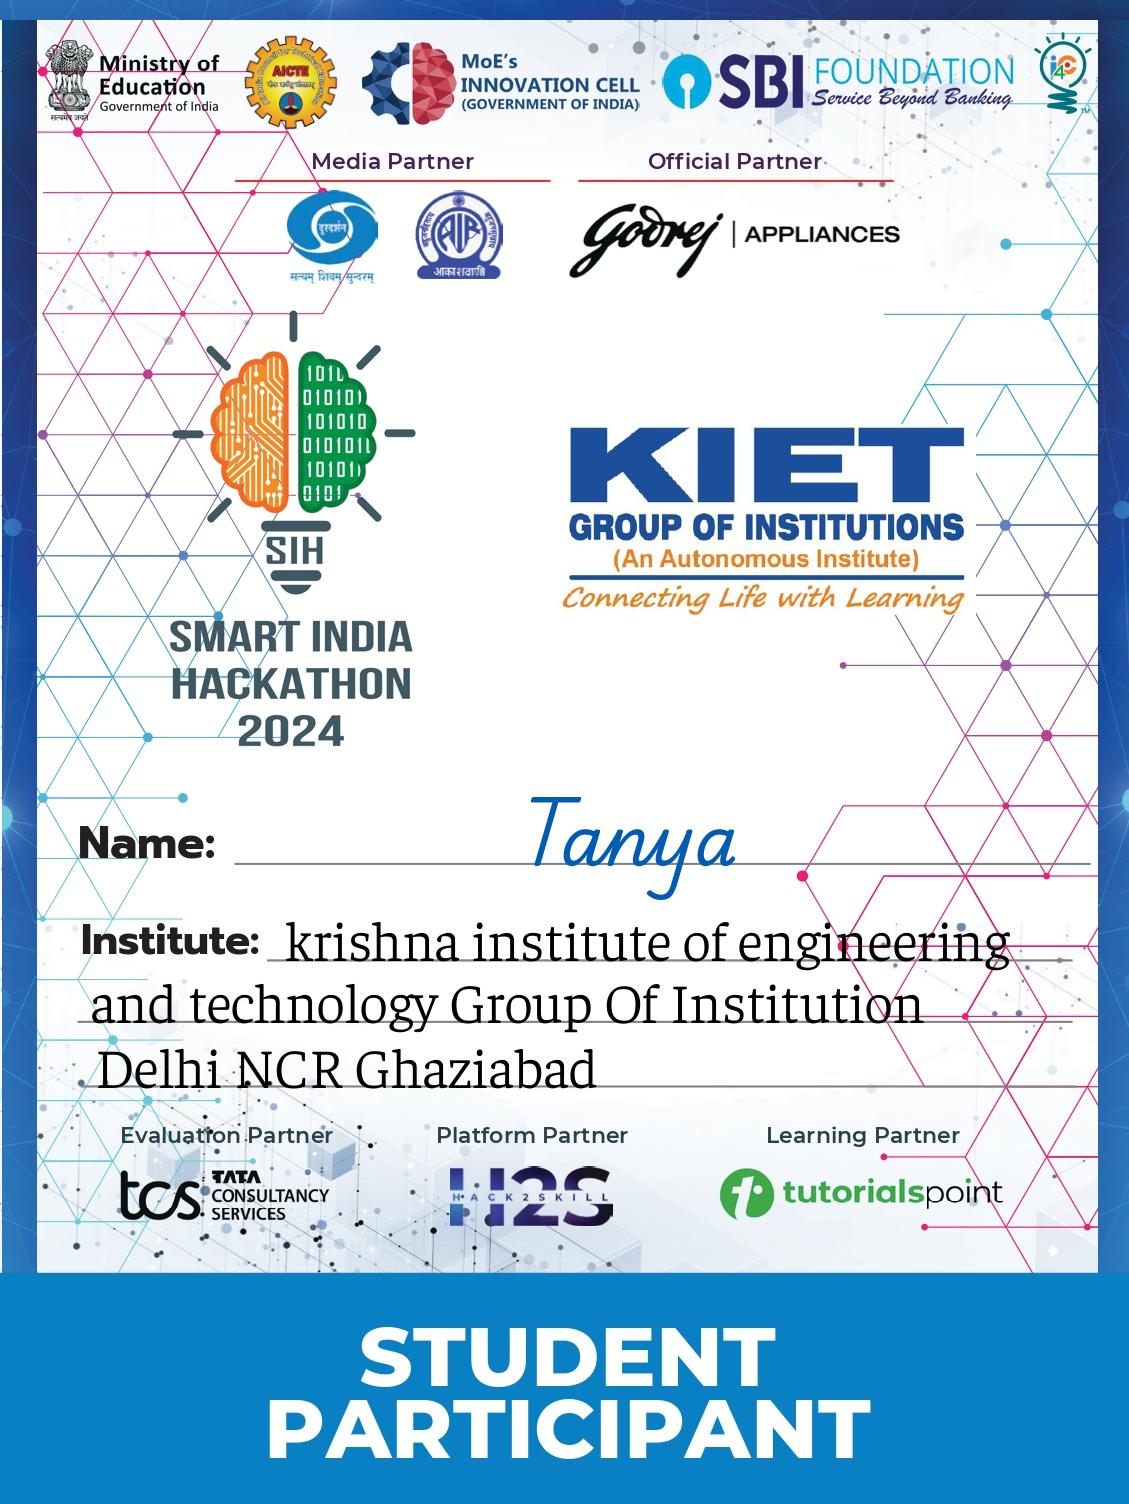 सत्यमेव जयते
Ministry of
Education
Government of India
AICTE
MoE's
INNOVATION CELL
(GOVERNMENT OF INDIA)
SBI FOUNDATION
Service Beyond Banking
Media Partner
Official Partner
दूरदर्शन
सत्यम् शिवम् सुन्दरम्
AIR
आकाशवाणी
Godrej | APPLIANCES
101
01010
101010
010101
10101
0101
SIH
SMART INDIA
HACKATHON
2024
KIET
GROUP OF INSTITUTIONS
(An Autonomous Institute)
Connecting Life with Learning
Name: Tanya
Institute: krishna institute of engineering
and technology Group Of Institution
Delhi NCR Ghaziabad
Evaluation Partner
Platform Partner
Learning Partner
tcs TATA
CONSULTANCY
SERVICES
H2S
HACK2SKILL
tutorialspoint
STUDENT
PARTICIPANT